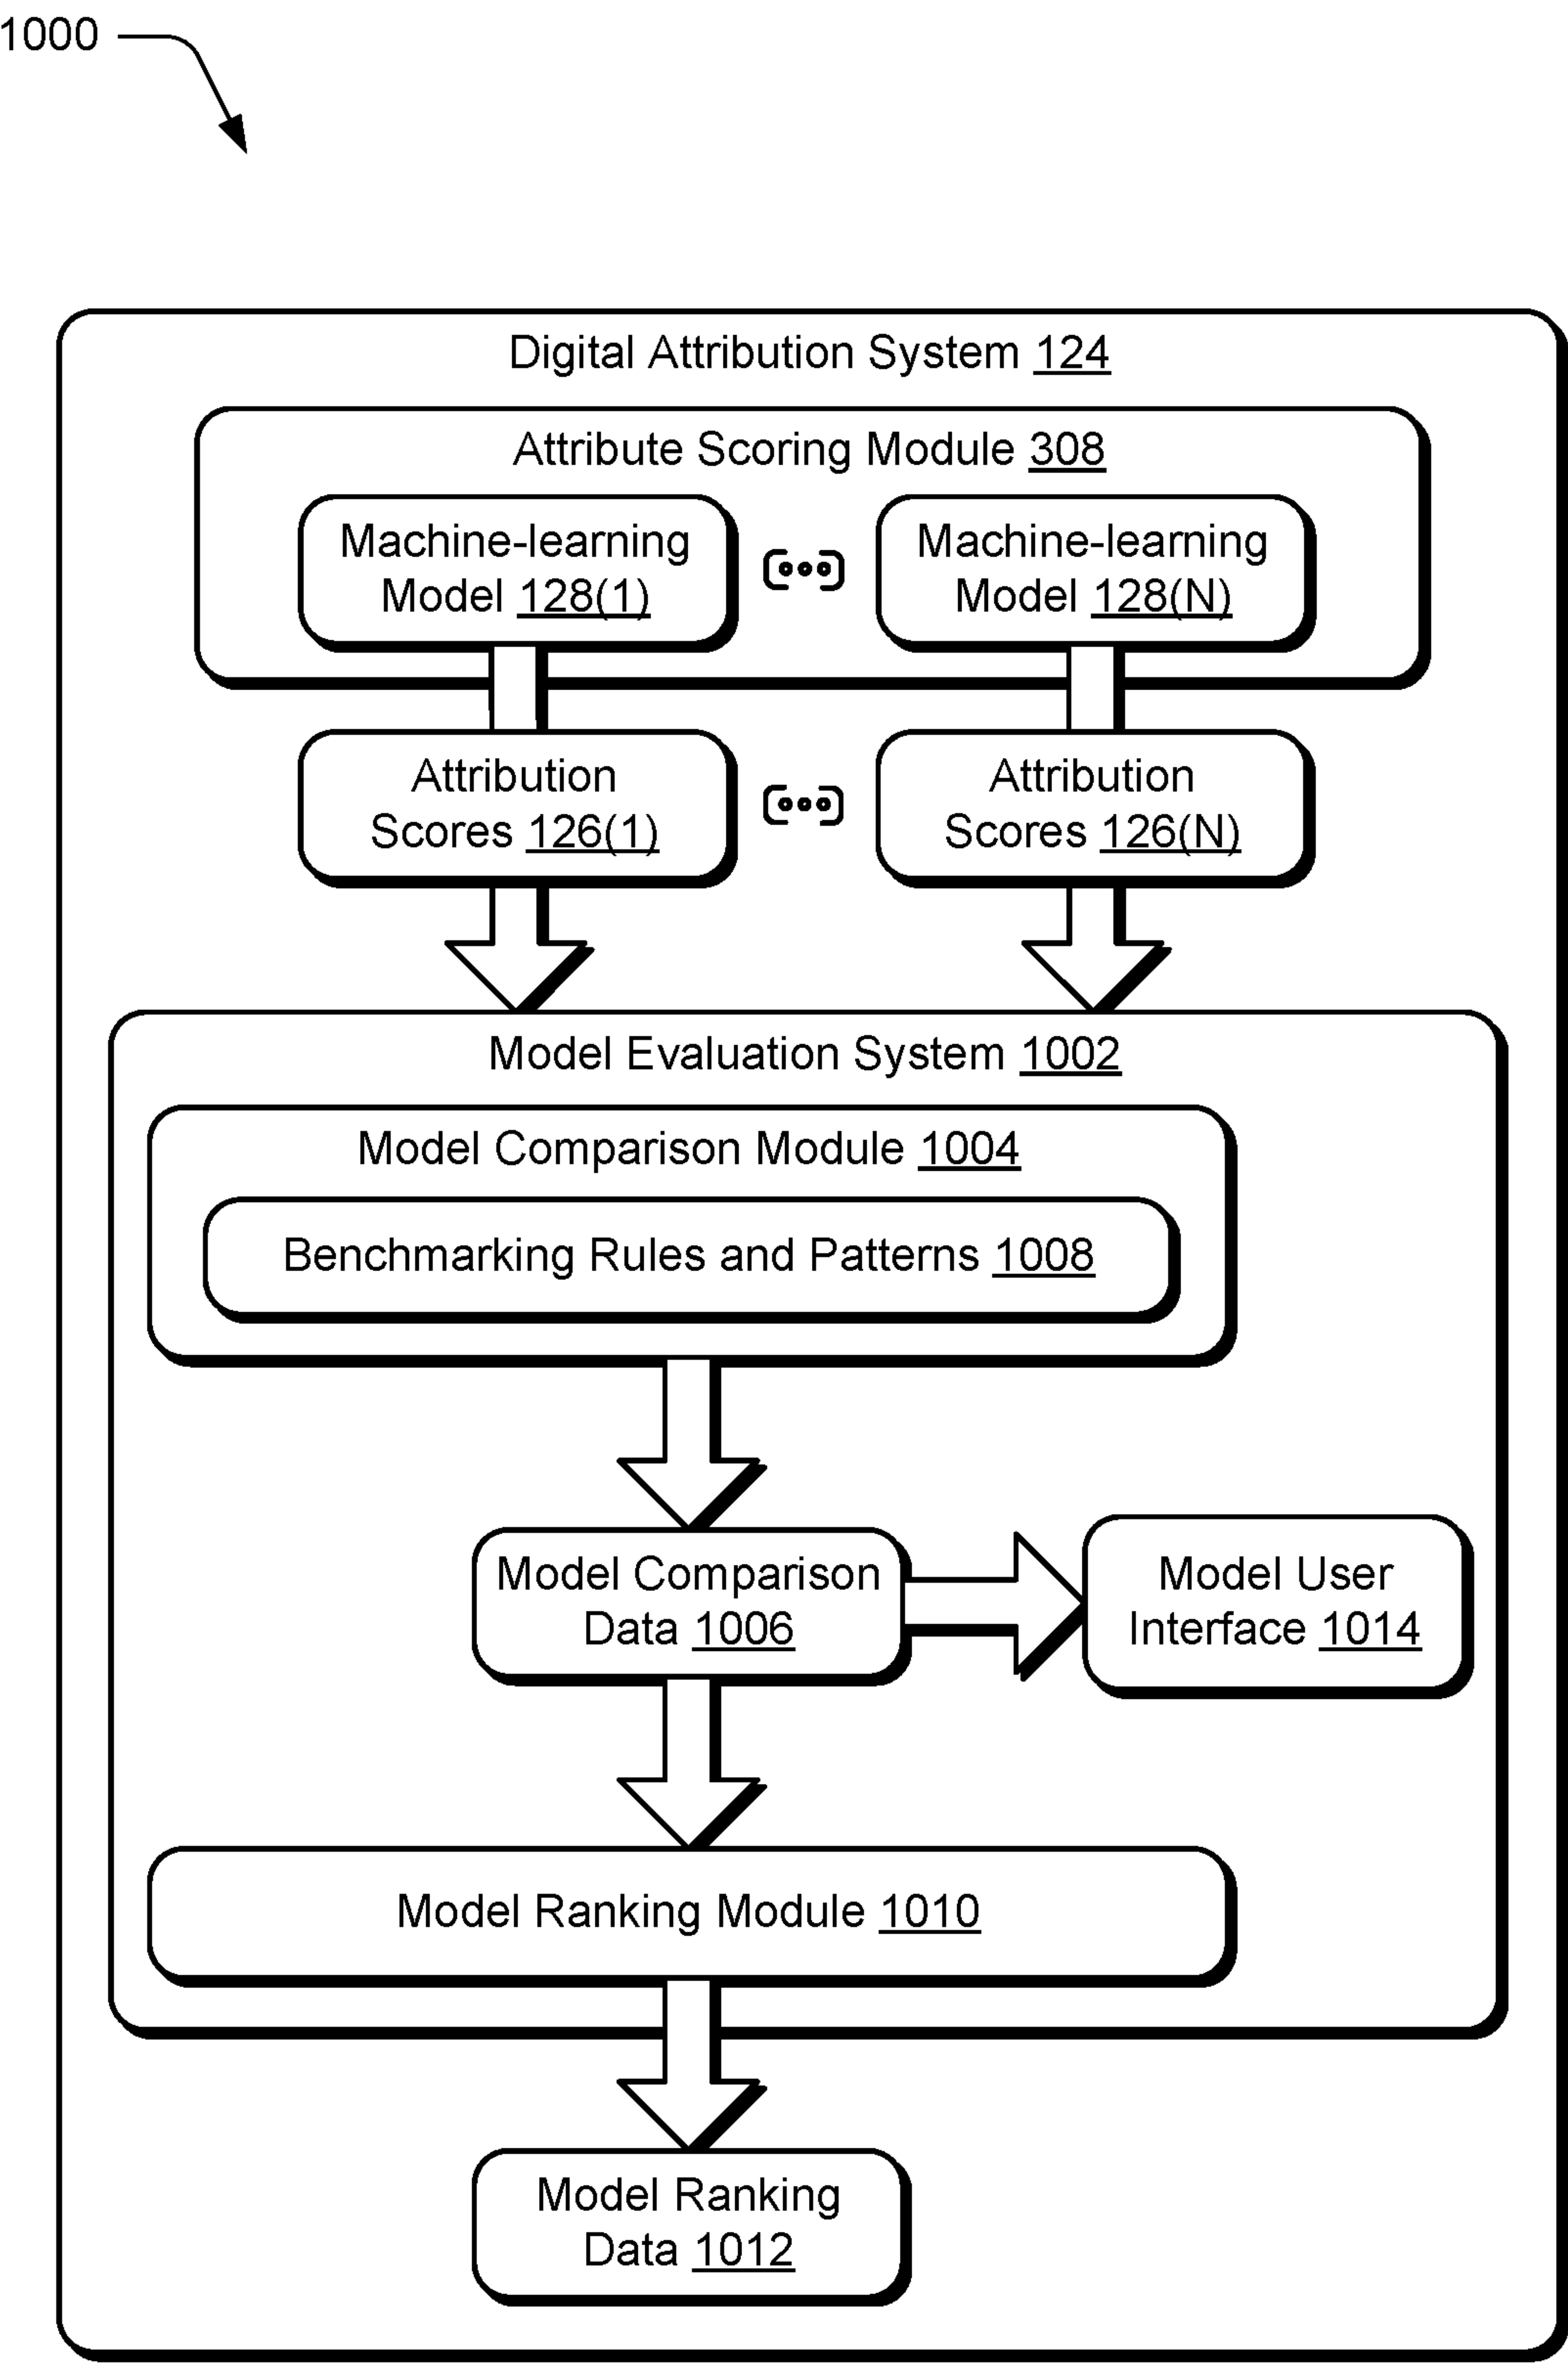 1000
Digital Attribution System 124
Attribute Scoring Module 308
Machine-learning
Model 128(1)
Machine-learning
Model 128(N)
Attribution
Scores 126(1)
Attribution
Scores 126(N)
Model Evaluation System 1002
Model Comparison Module 1004
Benchmarking Rules and Patterns 1008
Model Comparison
Data 1006
Model User
Interface 1014
Model Ranking Module 1010
Model Ranking
Data 1012